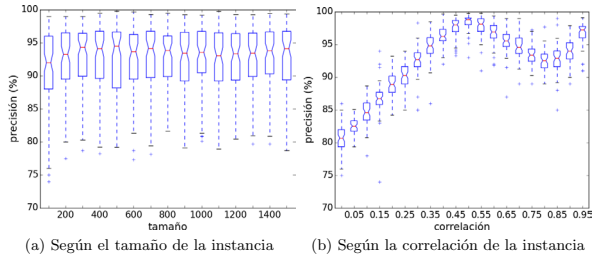 100
95
90
85
80
75
70
precisión (%)
200 400 600 800 1000 1200 1400
tamaño
(a) Según el tamaño de la instancia
100
95
90
85
80
75
70
precisión (%)
0.05 0.15 0.25 0.35 0.45 0.55 0.65 0.75 0.85 0.95
correlación
(b) Según la correlación de la instancia